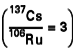 (¹³⁷Cs/¹⁰⁶Ru = 3)